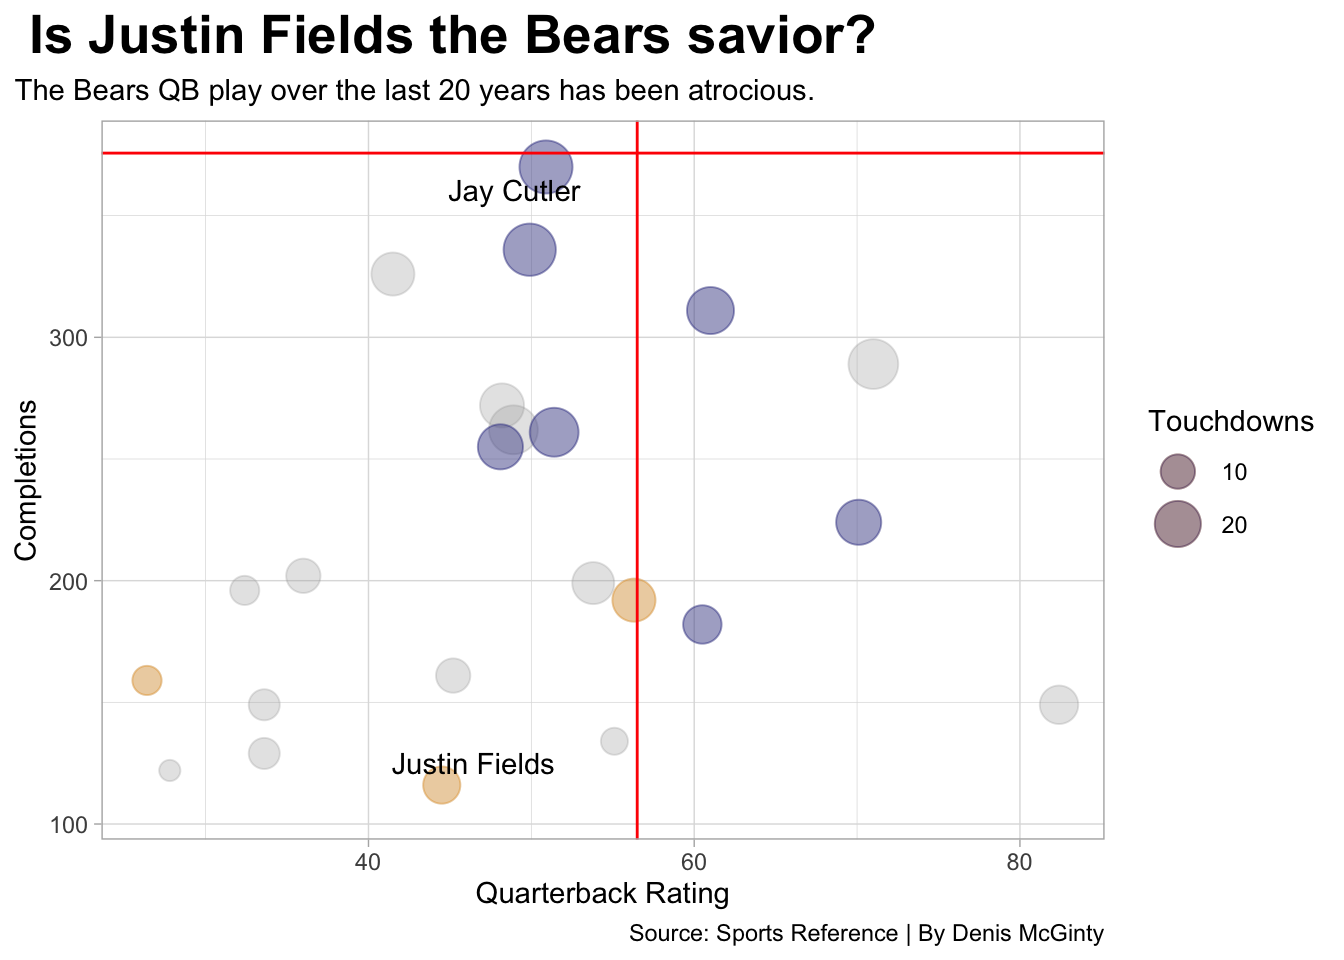 Is Justin Fields the Bears savior?
The Bears QB play over the last 20 years has been atrocious.
Jay Cutler
Justin Fields
300
200
100
Completions
40 60 80
Quarterback Rating
Touchdowns
10
20
Source: Sports Reference | By Denis McGinty